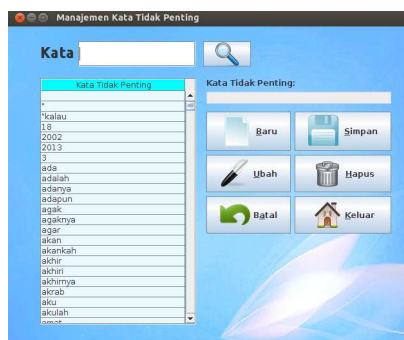 Manajemen Kata Tidak Penting
Kata
Kata Tidak Penting
"
"kalau
18
2002
2013
3
ada
adalah
adanya
adapun
agak
agaknya
agar
akan
akankah
akhir
akhiri
akhirnya
akrab
aku
akulah
amat
Kata Tidak Penting:
Baru
Simpan
Ubah
Hapus
Batal
Keluar